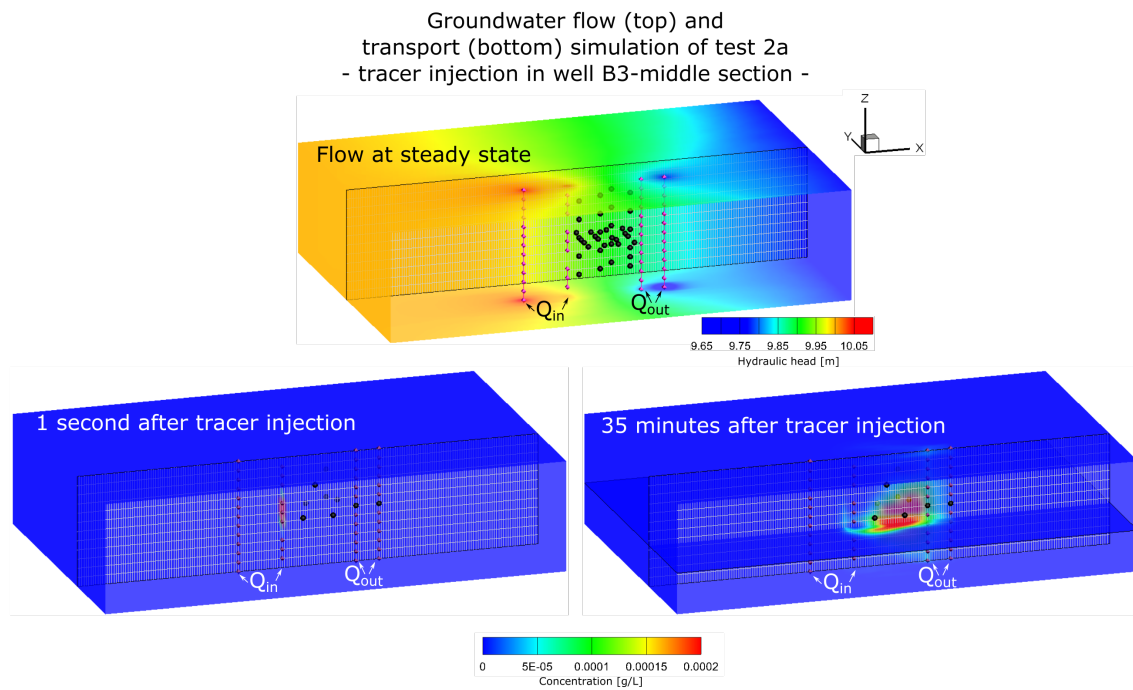 Groundwater flow (top) and
transport (bottom) simulation of test 2a
- tracer injection in well B3-middle section -
Z
Y
X
Flow at steady state
Qin
Qout
9.65 9.75 9.85 9.95 10.05
Hydraulic head [m]
1 second after tracer injection
Qin
Qout
35 minutes after tracer injection
Qin
Qout
0 5E-05 0.0001 0.00015 0.0002
Concentration [g/L]